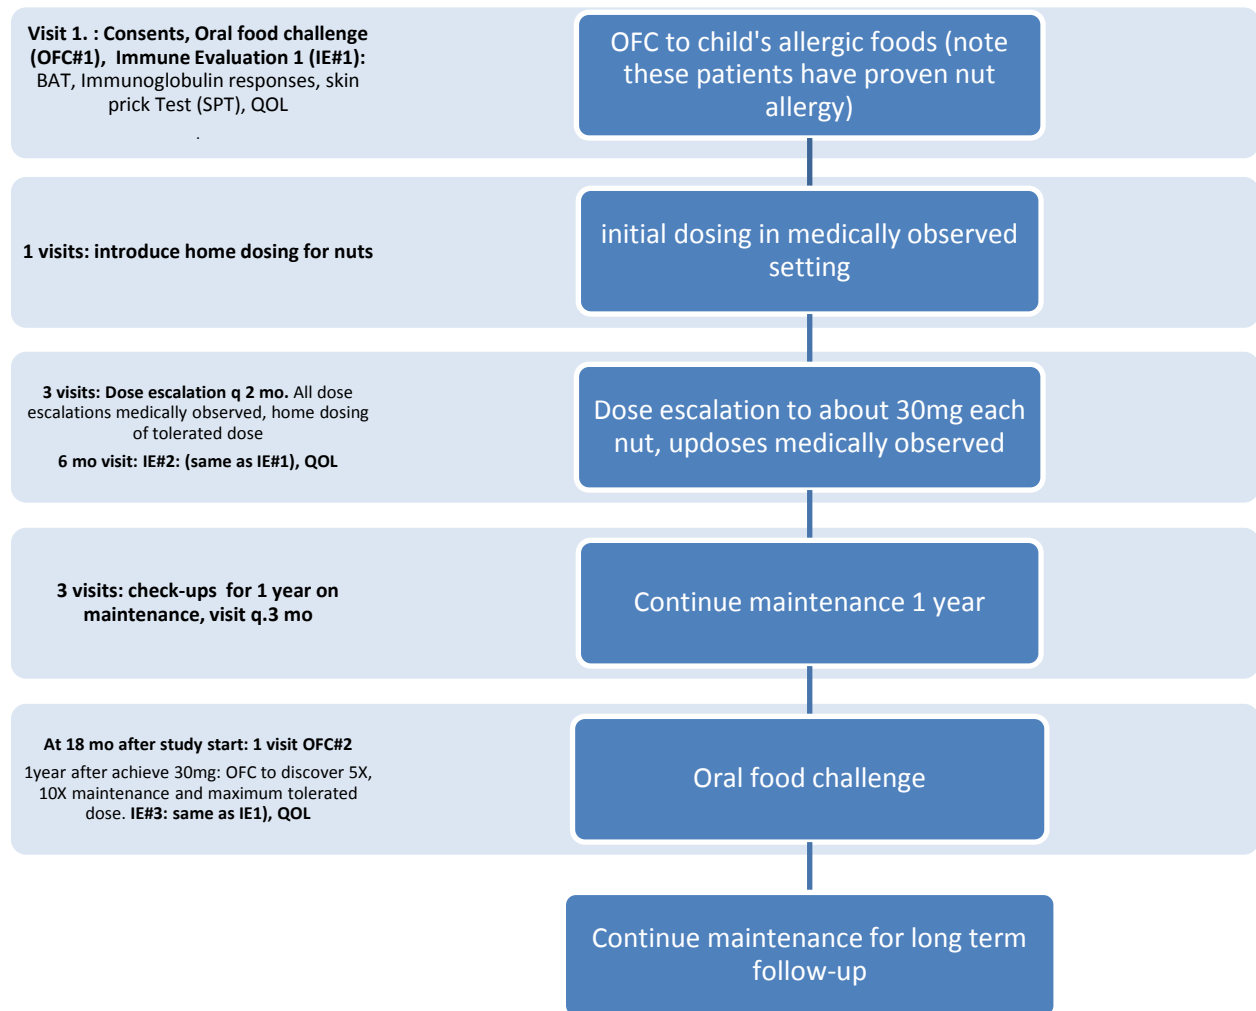 Visit 1. : Consents, Oral food challenge
(OFC#1),  Immune Evaluation 1 (IE#1):
BAT, Immunoglobulin responses, skin
prick Test (SPT), QOL
.
OFC to child's allergic foods (note
these patients have proven nut
allergy)
1 visits: introduce home dosing for nuts
initial dosing in medically observed
setting
3 visits: Dose escalation q 2 mo. All dose
escalations medically observed, home dosing
of tolerated dose
6 mo visit: IE#2: (same as IE#1), QOL
Dose escalation to about 30mg each
nut, updoses medically observed
3 visits: check-ups  for 1 year on
maintenance, visit q.3 mo
Continue maintenance 1 year
At 18 mo after study start: 1 visit OFC#2
1year after achieve 30mg: OFC to discover 5X,
10X maintenance and maximum tolerated
dose. IE#3: same as IE1), QOL
Oral food challenge
Continue maintenance for long term
follow-up